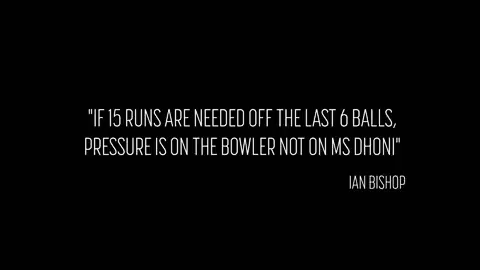 "IF 15 RUNS ARE NEEDED OFF THE LAST 6 BALLS,
PRESSURE IS ON THE BOWLER NOT ON MS DHONI"
IAN BISHOP